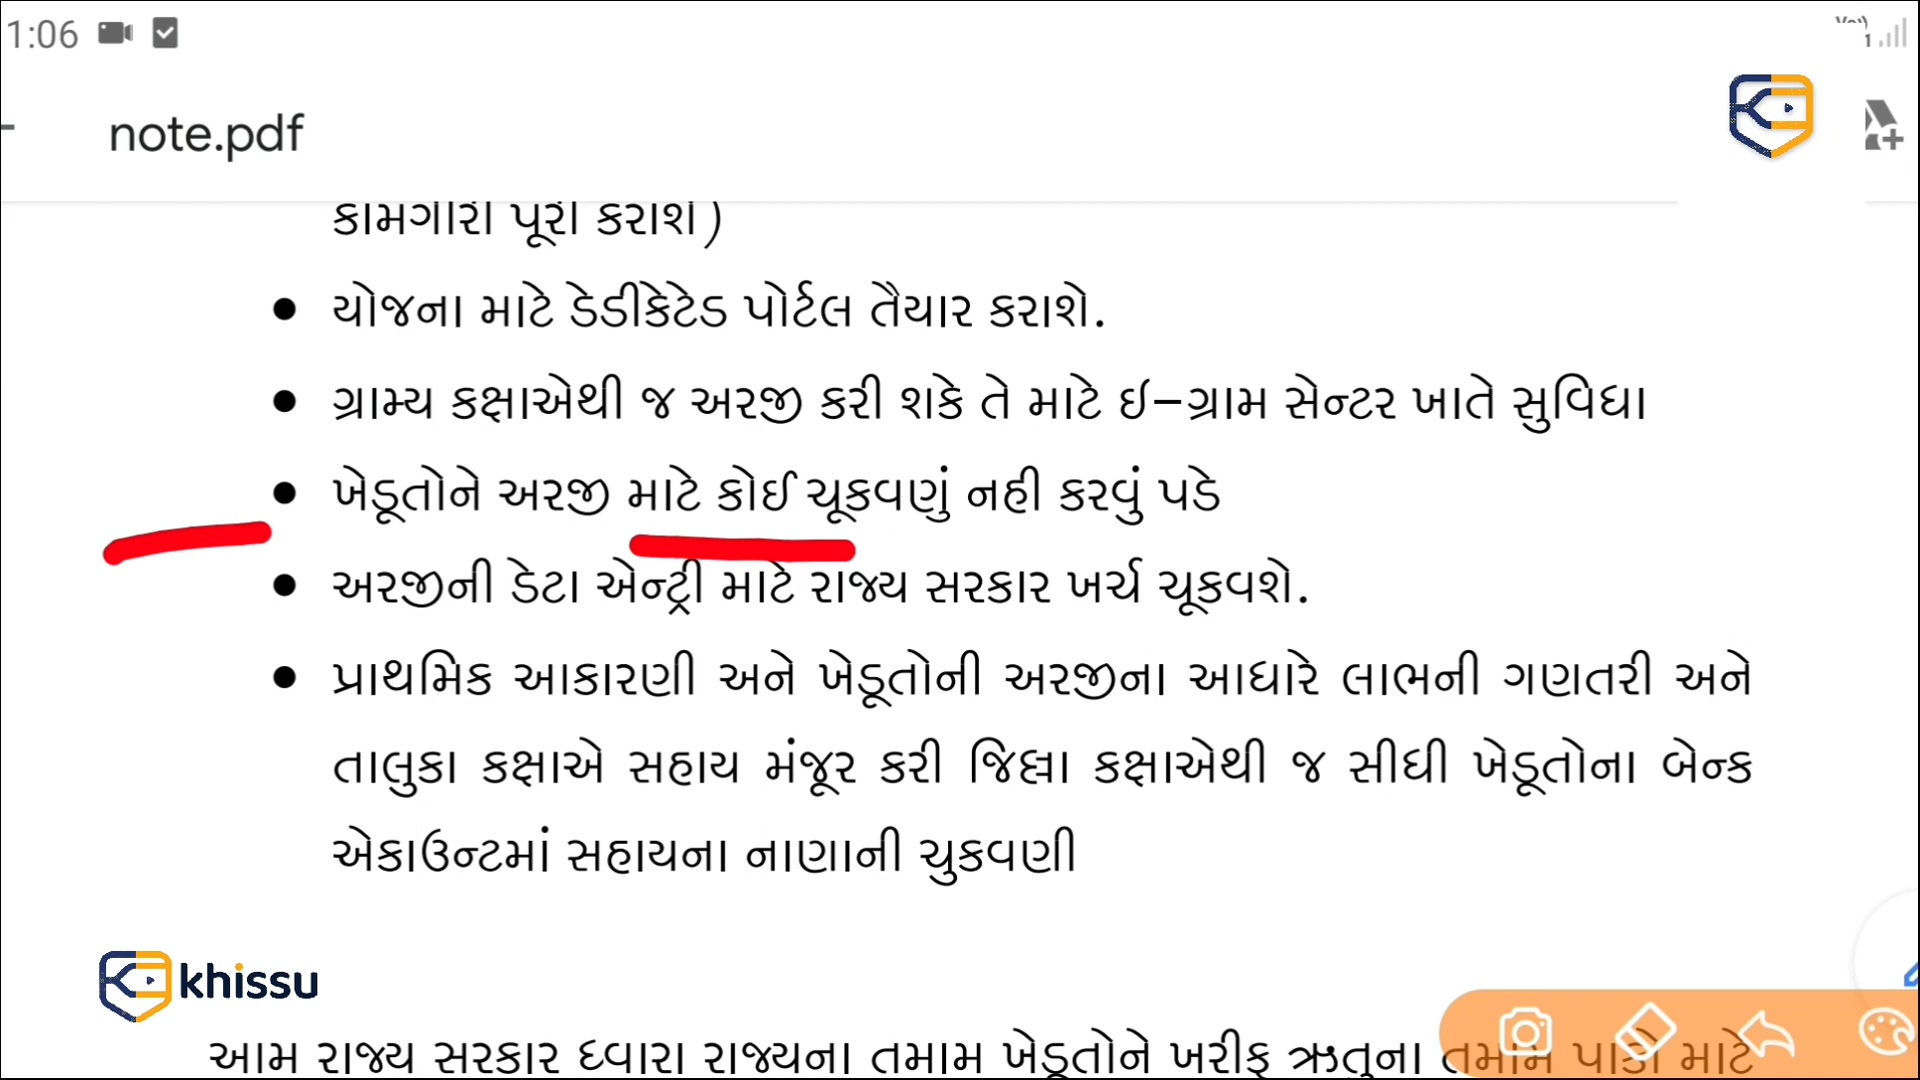 1:06
note.pdf
કામગીરી પૂરી કરાશે)
● યોજના માટે ડેડીકેટેડ પોર્ટલ તૈયાર કરાશે.
● ગ્રામ્ય કક્ષાએથી જ અરજી કરી શકે તે માટે ઈ–ગ્રામ સેન્ટર ખાતે સુવિધા
● ખેડૂતોને અરજી માટે કોઈ ચૂકવણું નહી કરવું પડે
● અરજીની ડેટા એન્ટ્રી માટે રાજ્ય સરકાર ખર્ચ ચૂકવશે.
● પ્રાથમિક આકારણી અને ખેડૂતોની અરજીના આધારે લાભની ગણતરી અને
તાલુકા કક્ષાએ સહાય મંજૂર કરી જિલ્લા કક્ષાએથી જ સીધી ખેડૂતોના બેન્ક
એકાઉન્ટમાં સહાયના નાણાની ચુકવણી
khissu
આમ રાજ્ય સરકાર ધ્વારા રાજ્યના તમામ ખેડૂતોને ખરીફ ઋતુના તમામ પાકો માટે